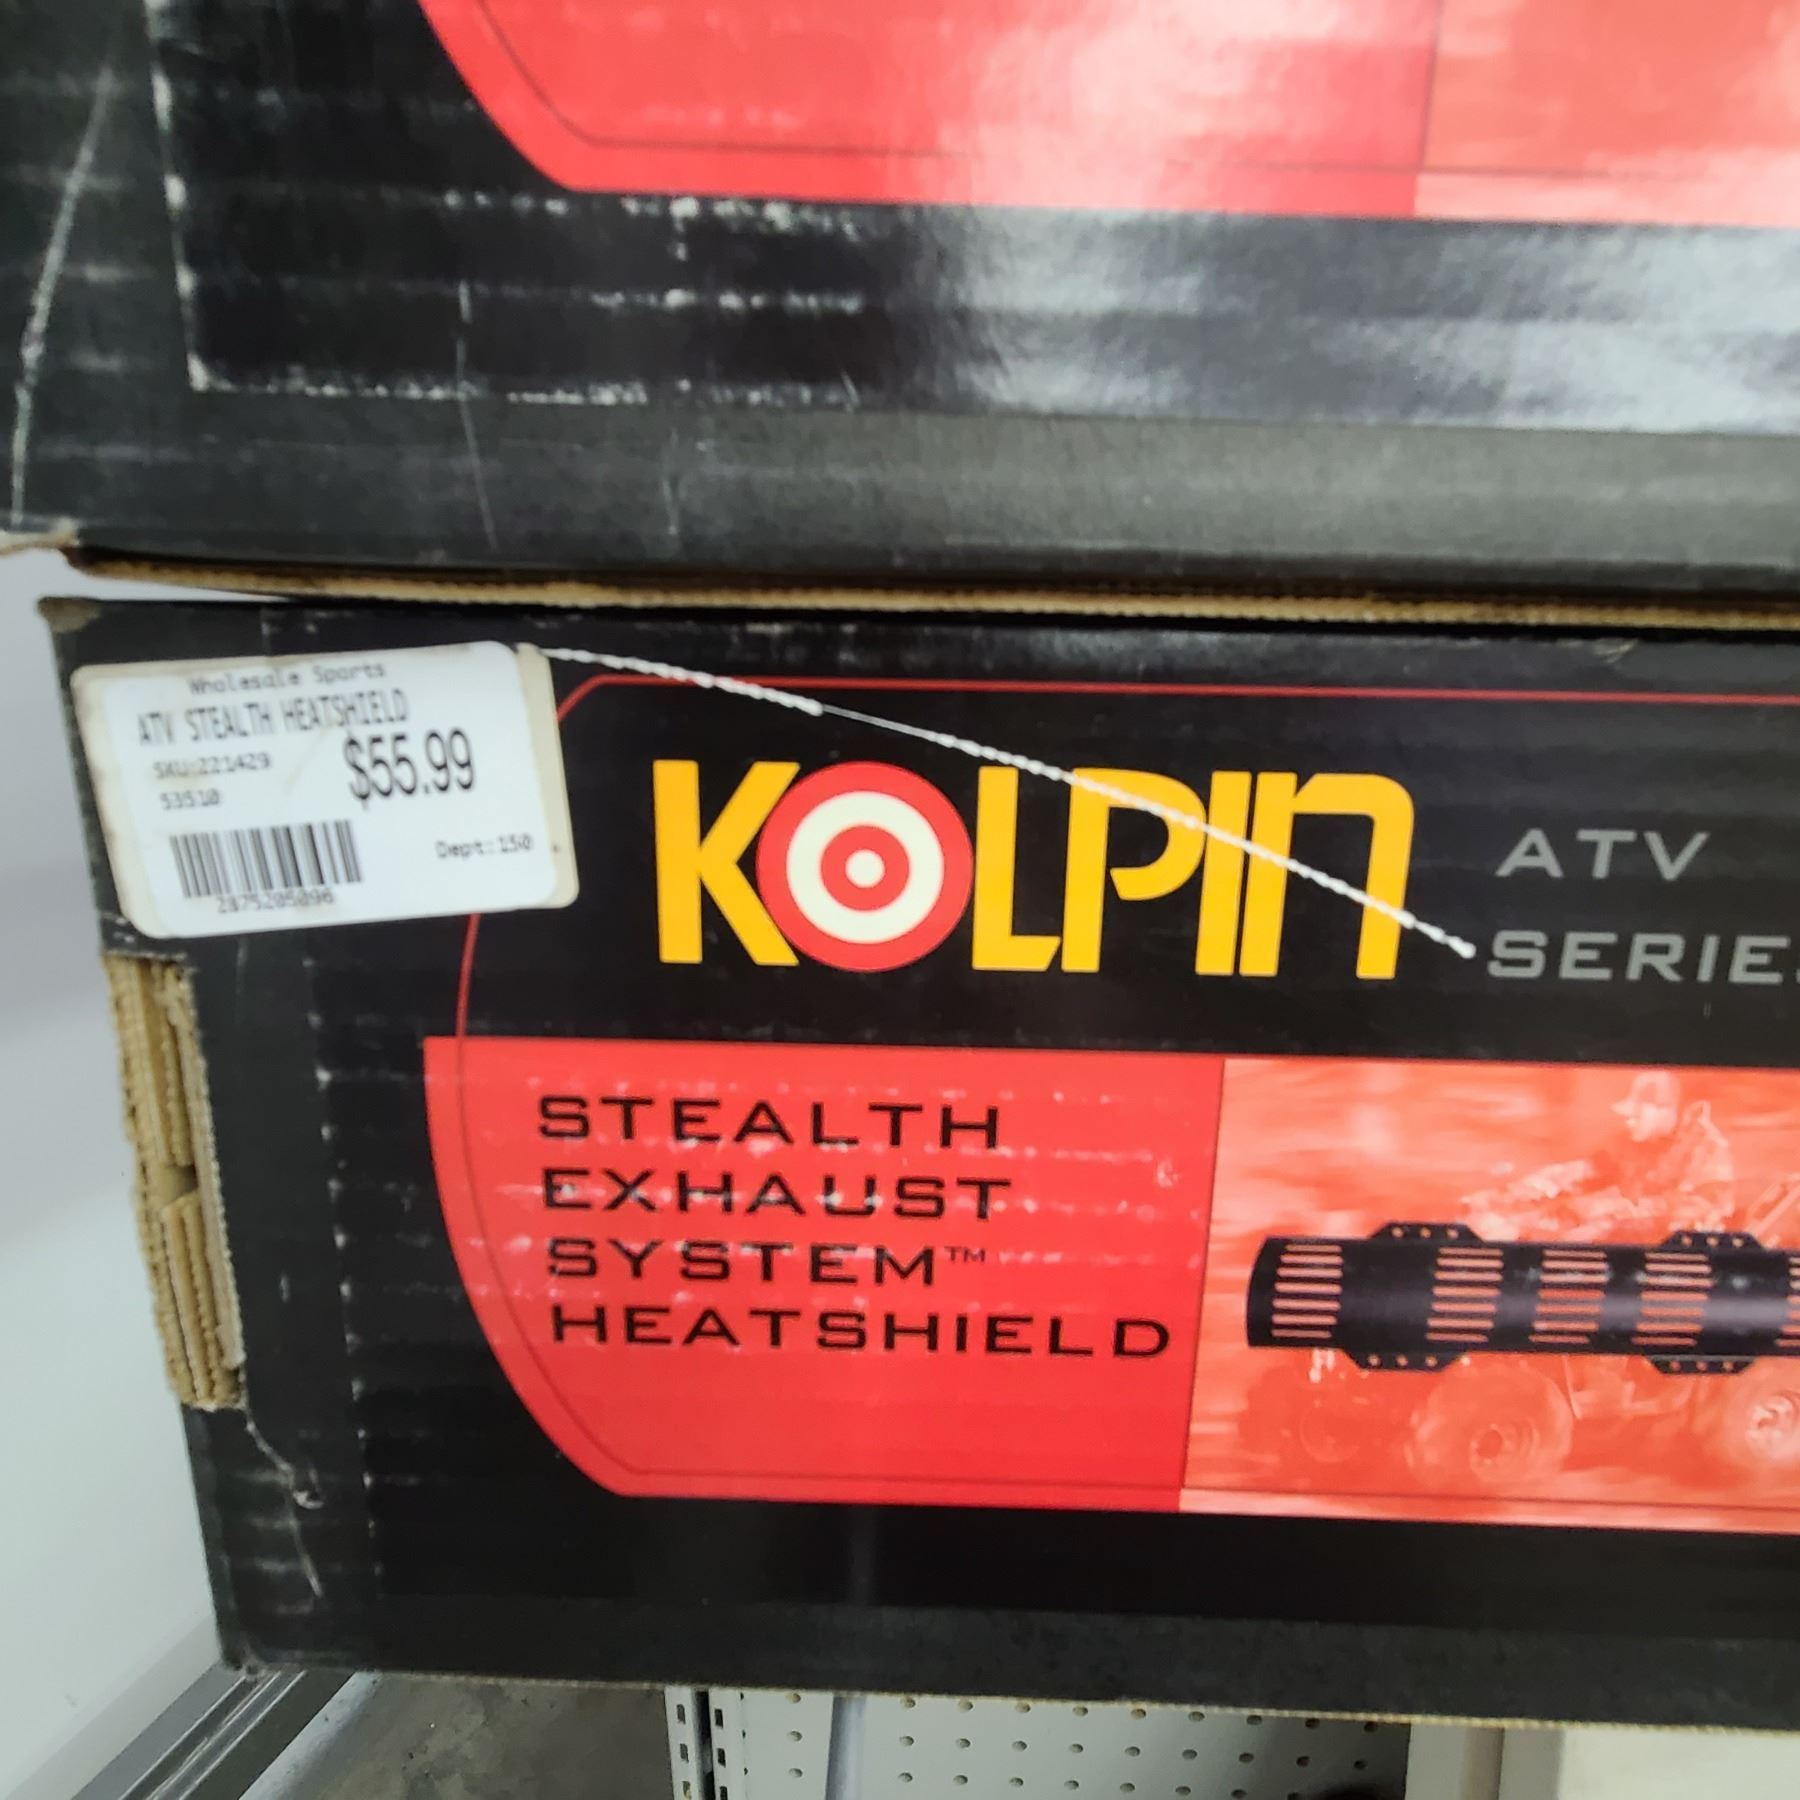 Wholesale Sports
ATV STEALTH HEATSHIELD
SKU:221429
$55.99
53510
Dept:150
2875205096
KOLPIN
ATV
SERIE
STEALTH
EXHAUST
SYSTEM™
HEATSHIELD